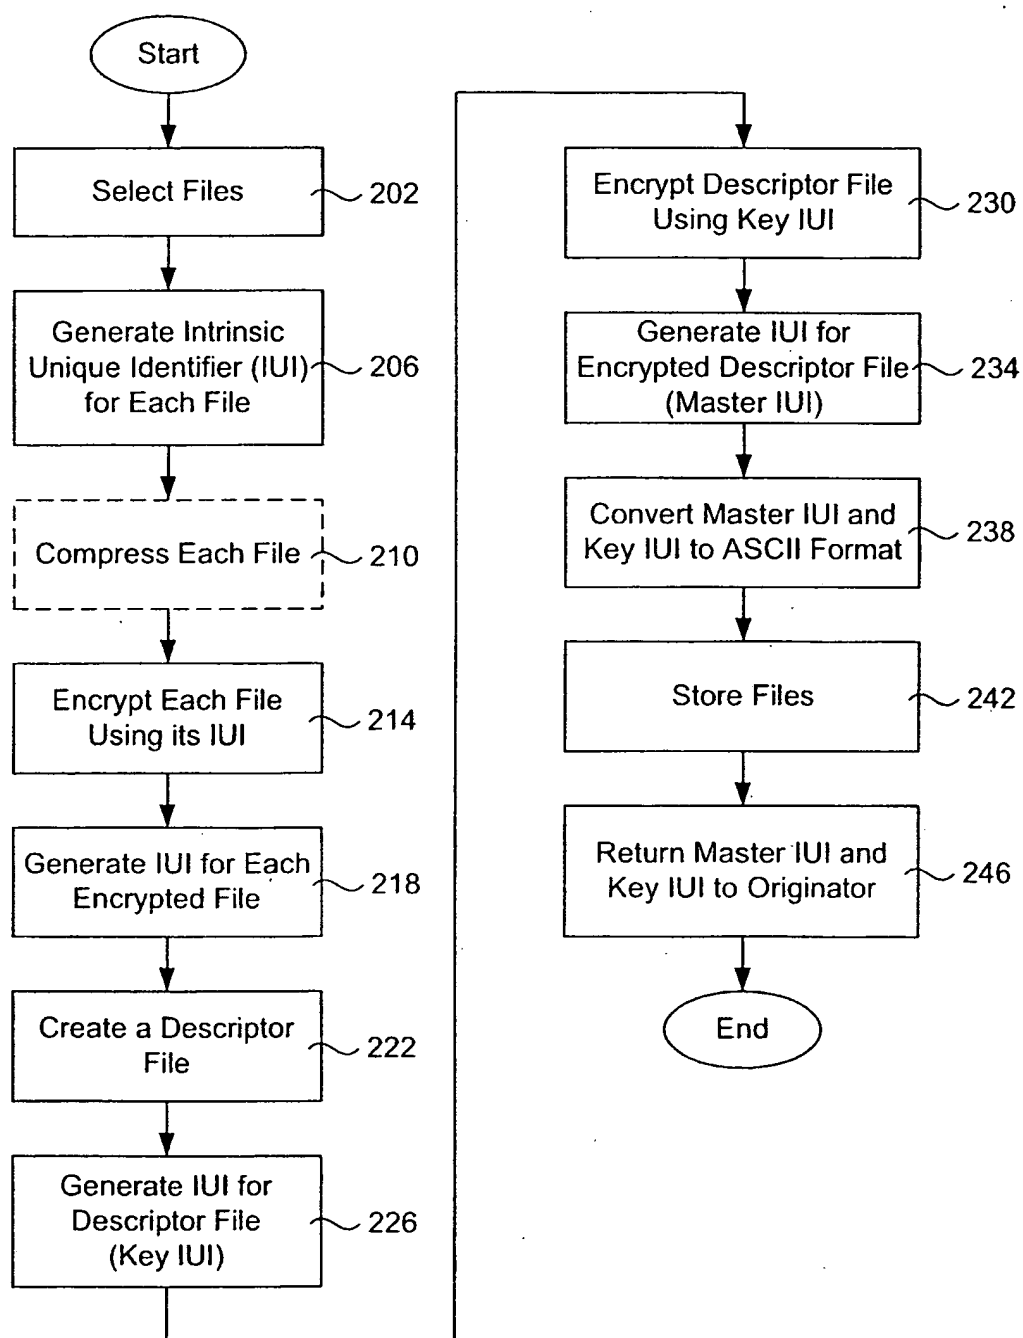 Start
Select Files
202
Generate Intrinsic
Unique Identifier (IUI)
for Each File
206
Compress Each File
210
Encrypt Each File
Using its IUI
214
Generate IUI for Each
Encrypted File
218
Create a Descriptor
File
222
Generate IUI for
Descriptor File
(Key IUI)
226
Encrypt Descriptor File
Using Key IUI
230
Generate IUI for
Encrypted Descriptor File
(Master IUI)
234
Convert Master IUI and
Key IUI to ASCII Format
238
Store Files
242
Return Master IUI and
Key IUI to Originator
246
End